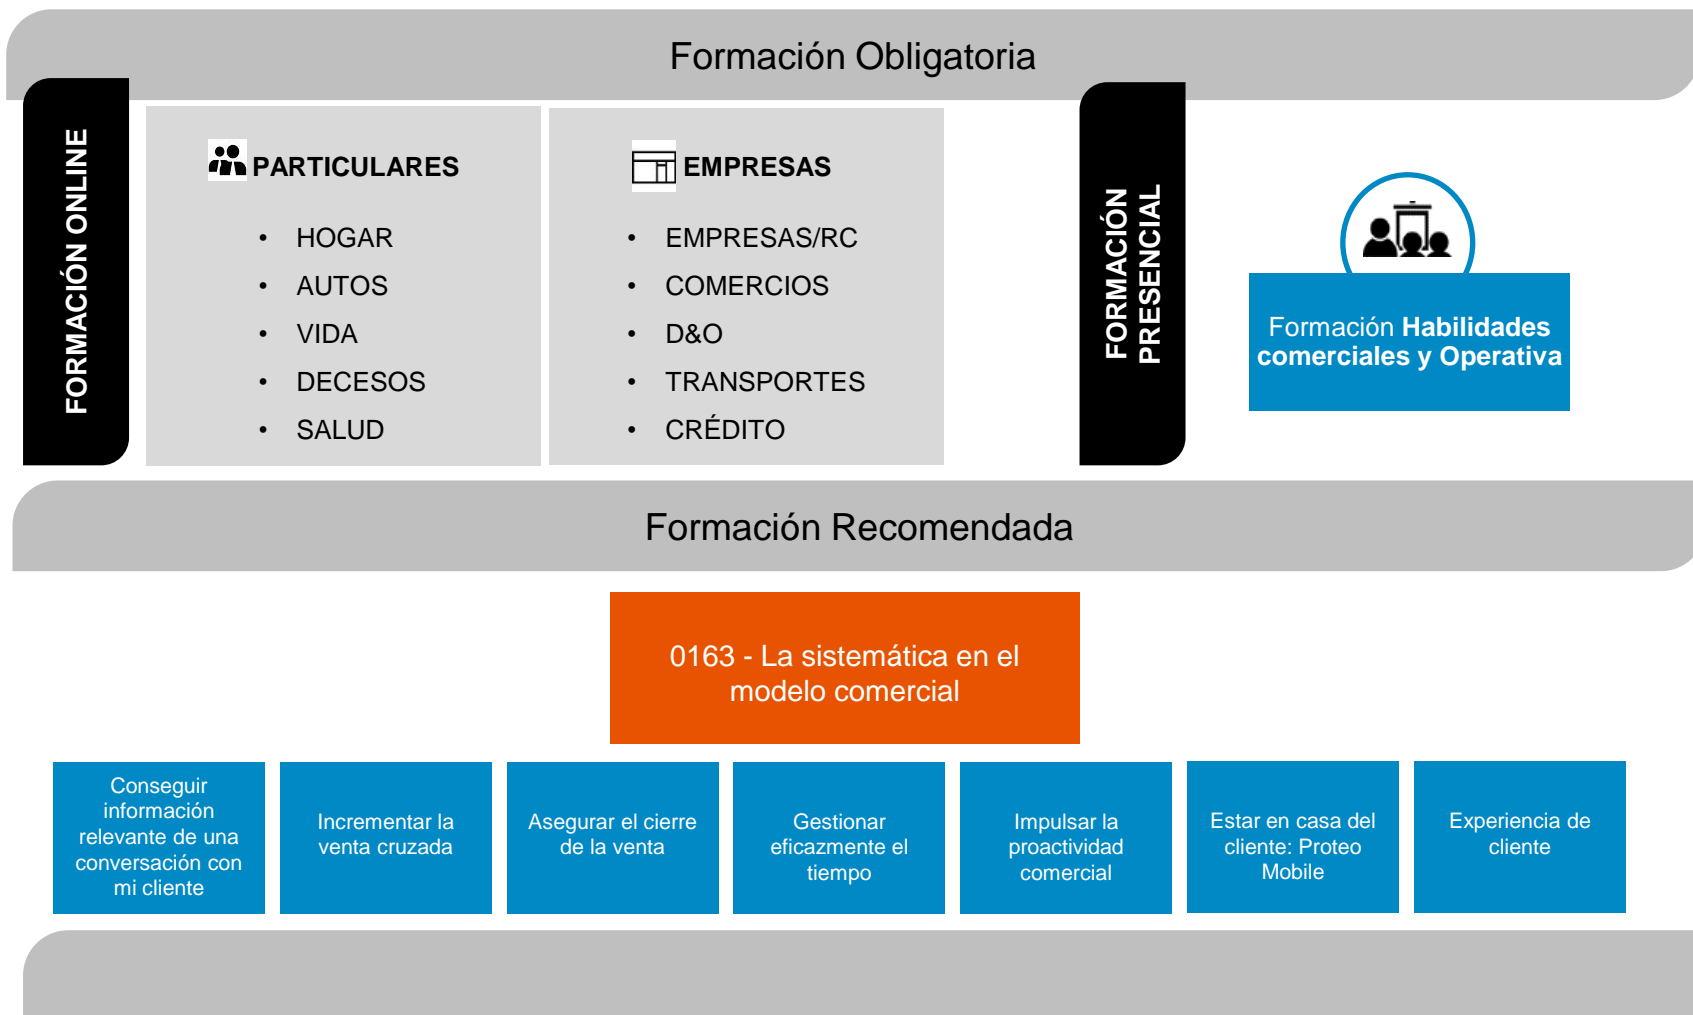 Formación Obligatoria
FORMACIÓN ONLINE
PARTICULARES
• HOGAR
• AUTOS
• VIDA
• DECESOS
• SALUD
EMPRESAS
• EMPRESAS/RC
• COMERCIOS
• D&O
• TRANSPORTES
• CRÉDITO
FORMACIÓN
PRESENCIAL
Formación Habilidades
comerciales y Operativa
Formación Recomendada
0163 - La sistemática en el
modelo comercial
Conseguir
información
relevante de una
conversación con
mi cliente
Incrementar la
venta cruzada
Asegurar el cierre
de la venta
Gestionar
eficazmente el
tiempo
Impulsar la
proactividad
comercial
Estar en casa del
cliente: Proteo
Mobile
Experiencia de
cliente